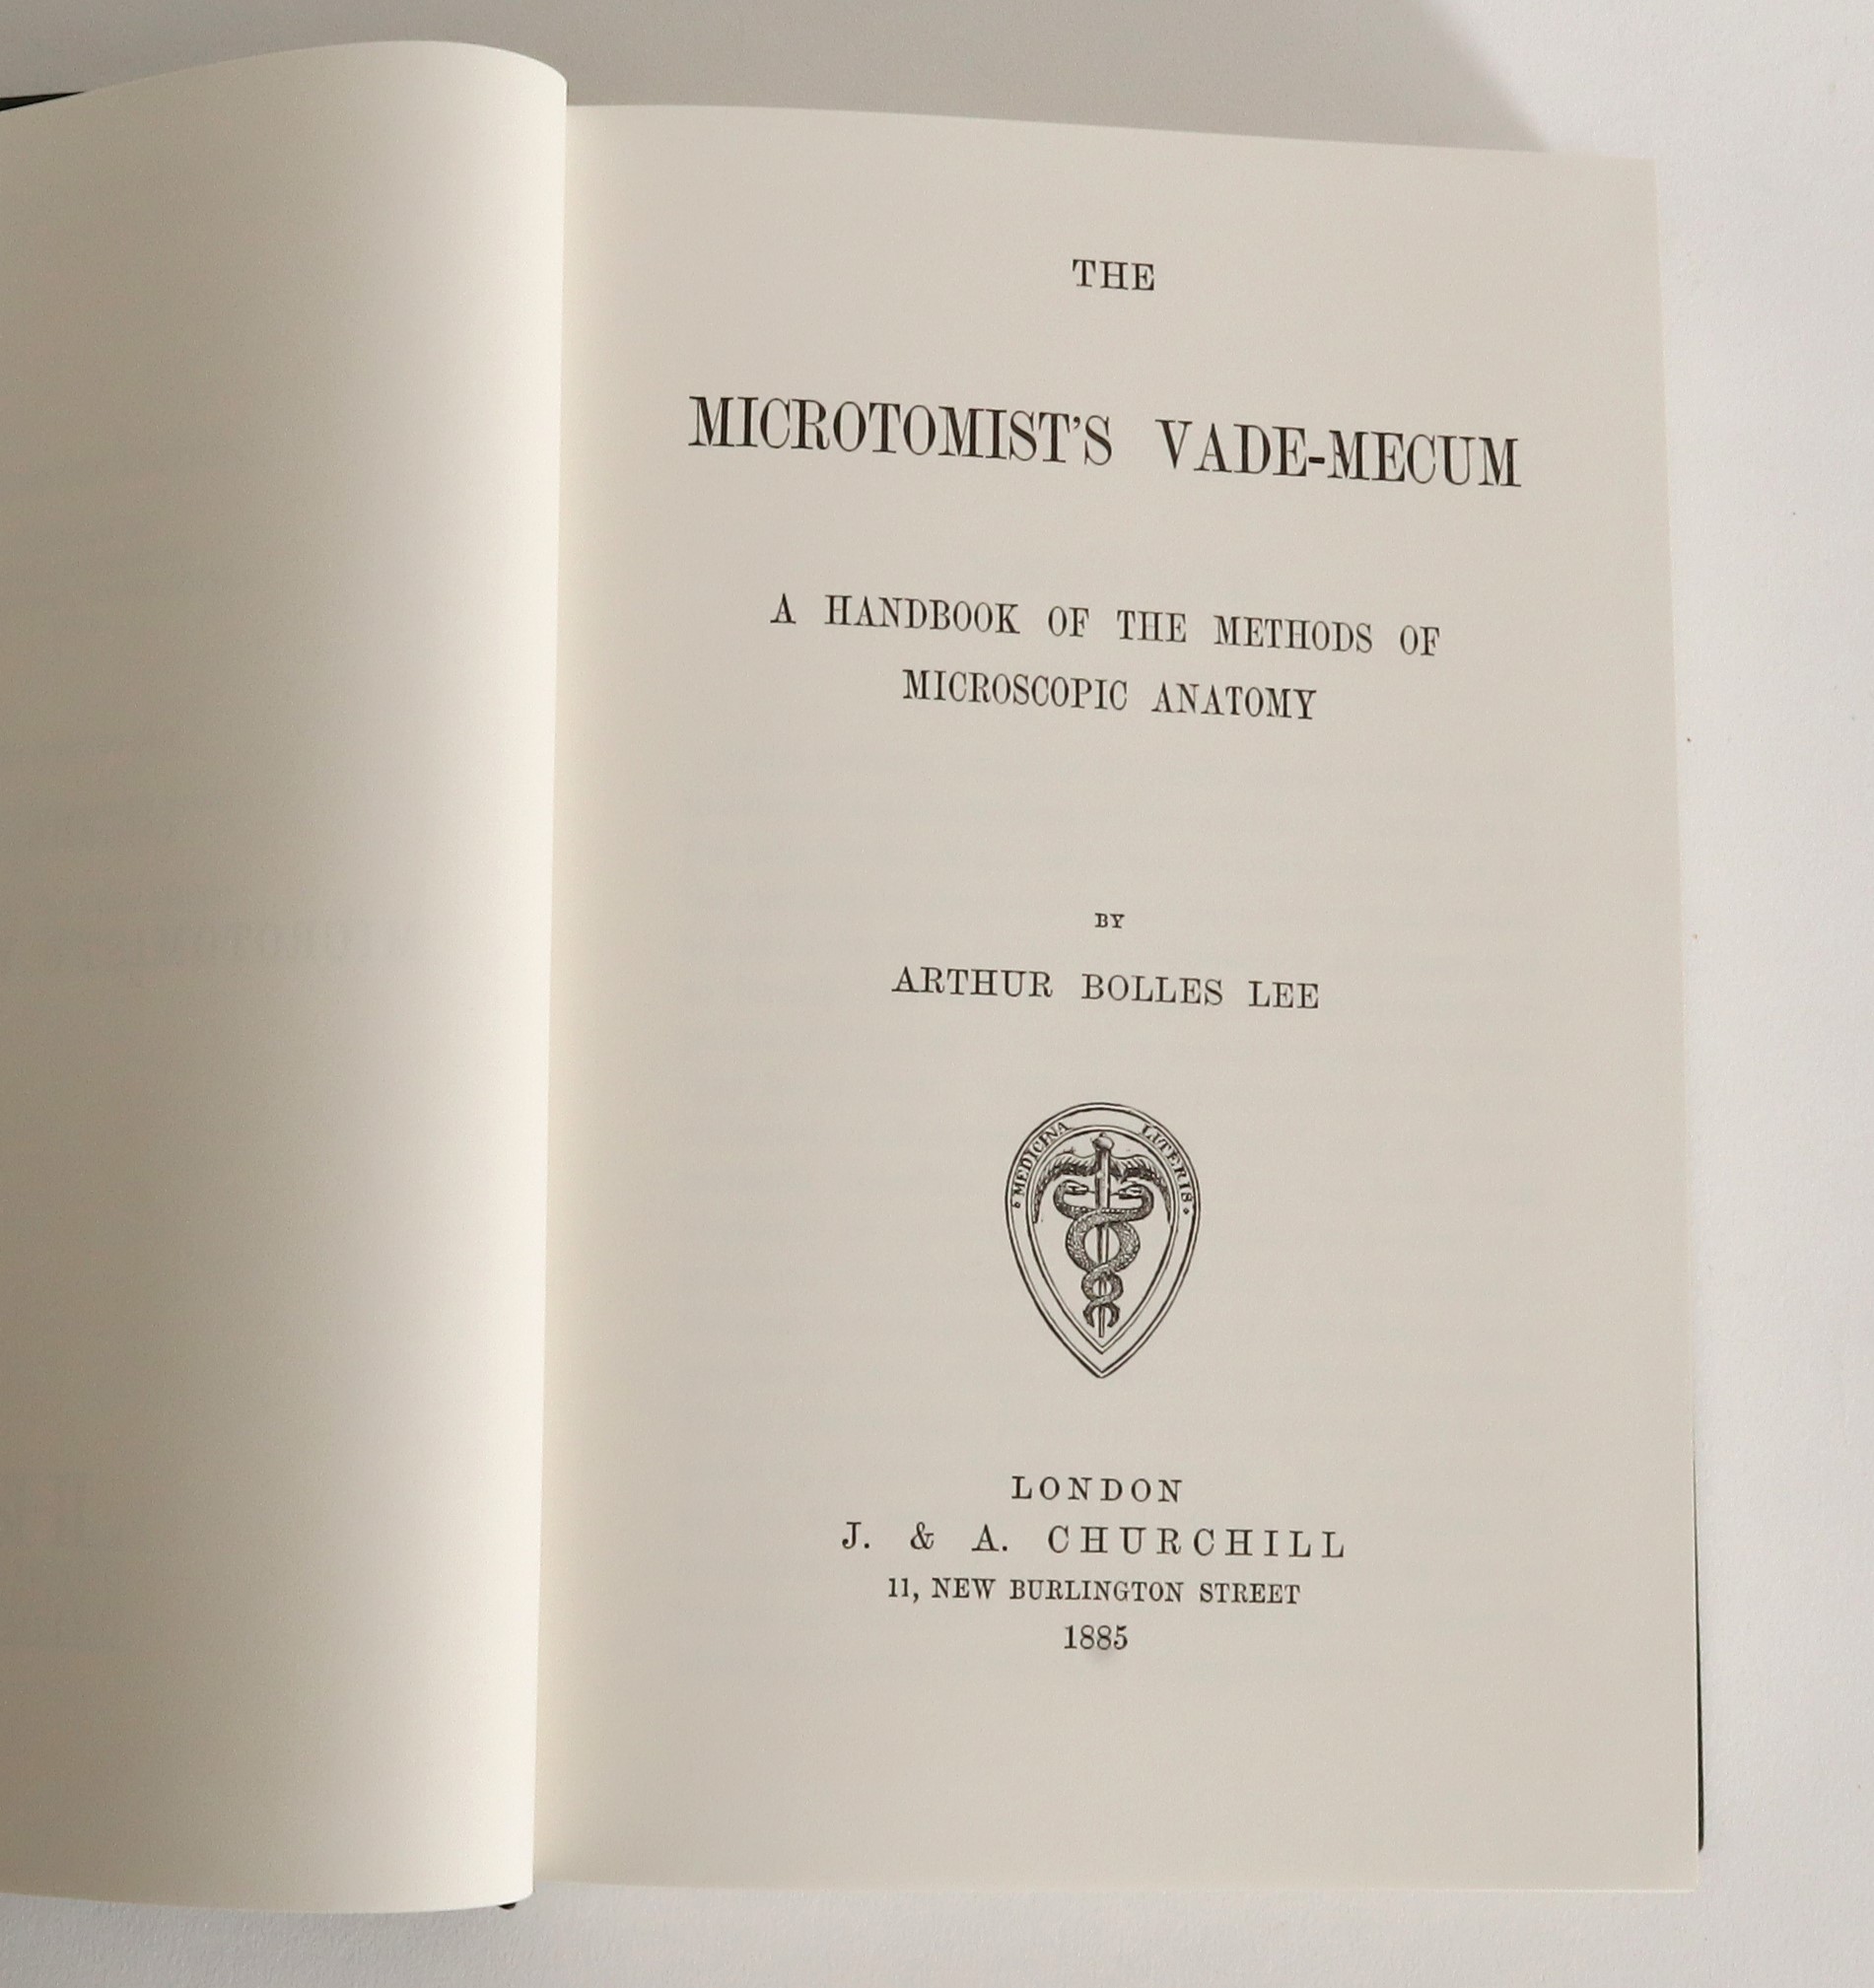 THE
MICROTOMIST'S VADE-MECUM
A HANDBOOK OF THE METHODS OF
MICROSCOPIC ANATOMY
BY
ARTHUR BOLLES LEE
MEDICINA LITERIS
LONDON
J. & A. CHURCHILL
11, NEW BURLINGTON STREET
1885